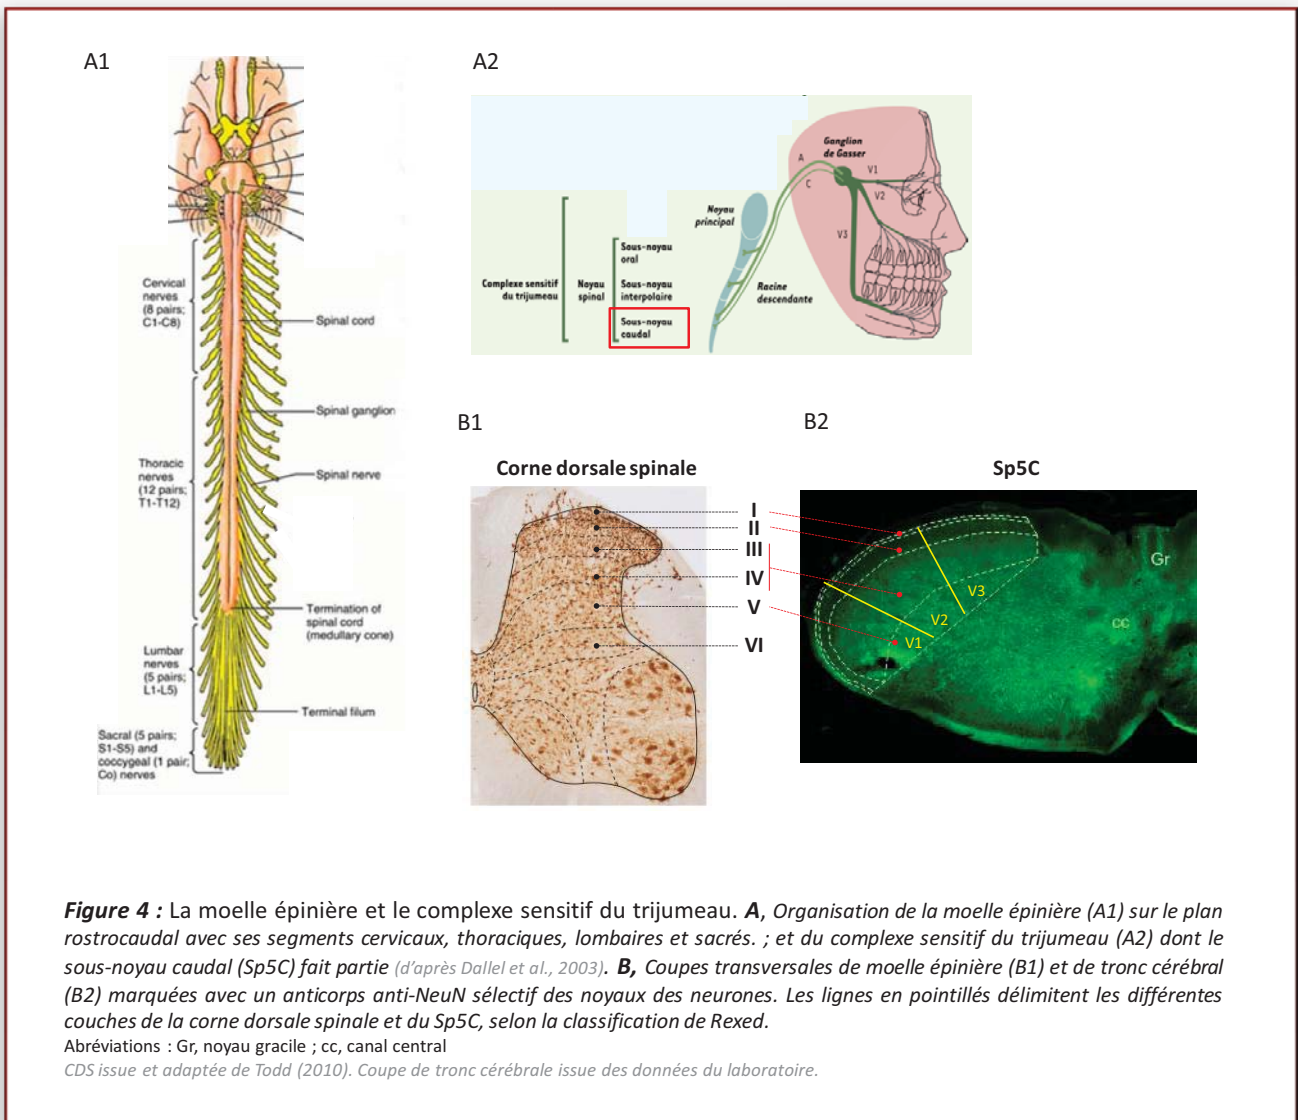 A1
Cervical
nerves
(8 pairs;
C1-C8)
Spinal cord
Spinal ganglion
Thoracic
nerves
(12 pairs;
T1-T12)
Spinal nerve
Termination of
spinal cord
(medullary cone)
Lumbar
nerves
(5 pairs;
L1-L5)
Terminal filum
Sacral (5 pairs;
S1-S5) and
coccygeal (1 pair;
Co) nerves
A2
Ganglion
de Gasser
A
C
V1
V2
V3
Noyau
principal
Sous-noyau
oral
Complexe sensitif
du trijumeau
Noyau
spinal
Sous-noyau
interpolaire
Racine
descendante
Sous-noyau
caudal
B1
Corne dorsale spinale
I
II
III
IV
V
VI
B2
Sp5C
Gr
V3
V2
V1
cc
Figure 4 : La moelle épinière et le complexe sensitif du trijumeau. A, Organisation de la moelle épinière (A1) sur le plan
rostrocaudal avec ses segments cervicaux, thoraciques, lombaires et sacrés. ; et du complexe sensitif du trijumeau (A2) dont le
sous-noyau caudal (Sp5C) fait partie (d'après Dallel et al., 2003). B, Coupes transversales de moelle épinière (B1) et de tronc cérébral
(B2) marquées avec un anticorps anti-NeuN sélectif des noyaux des neurones. Les lignes en pointillés délimitent les différentes
couches de la corne dorsale spinale et du Sp5C, selon la classification de Rexed.
Abréviations : Gr, noyau gracile ; cc, canal central
CDS issue et adaptée de Todd (2010). Coupe de tronc cérébrale issue des données du laboratoire.